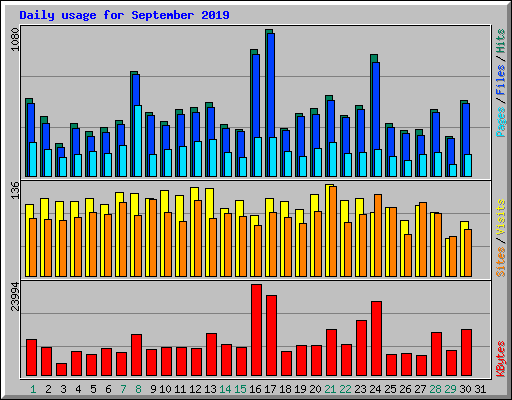 Daily usage for September 2019
1080
Pages / Files / Hits
136
Sites / Visits
23994
KBytes
1 2 3 4 5 6 7 8 9 10 11 12 13 14 15 16 17 18 19 20 21 22 23 24 25 26 27 28 29 30 31